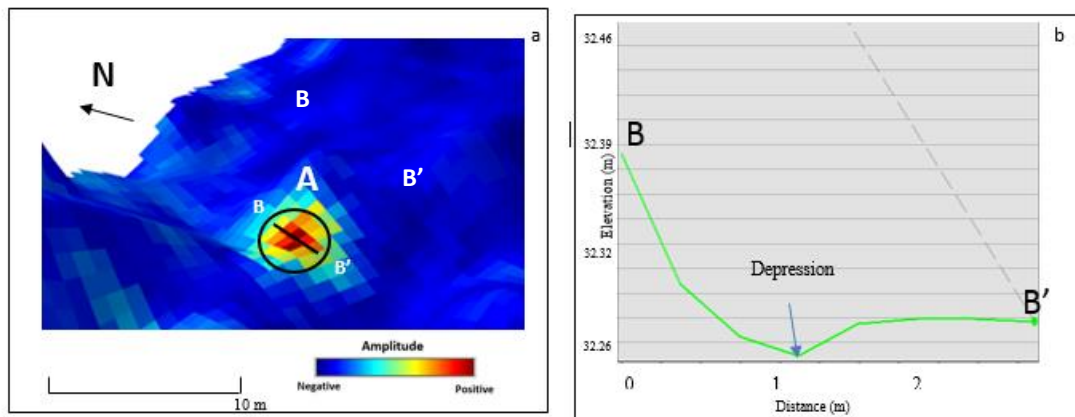 a
N
B
B’
A
B
B’
Amplitude
Negative
Positive
10 m
b
32.46
32.39
32.32
32.26
Elevation (m)
B
Depression
B’
0
1
2
Distance (m)